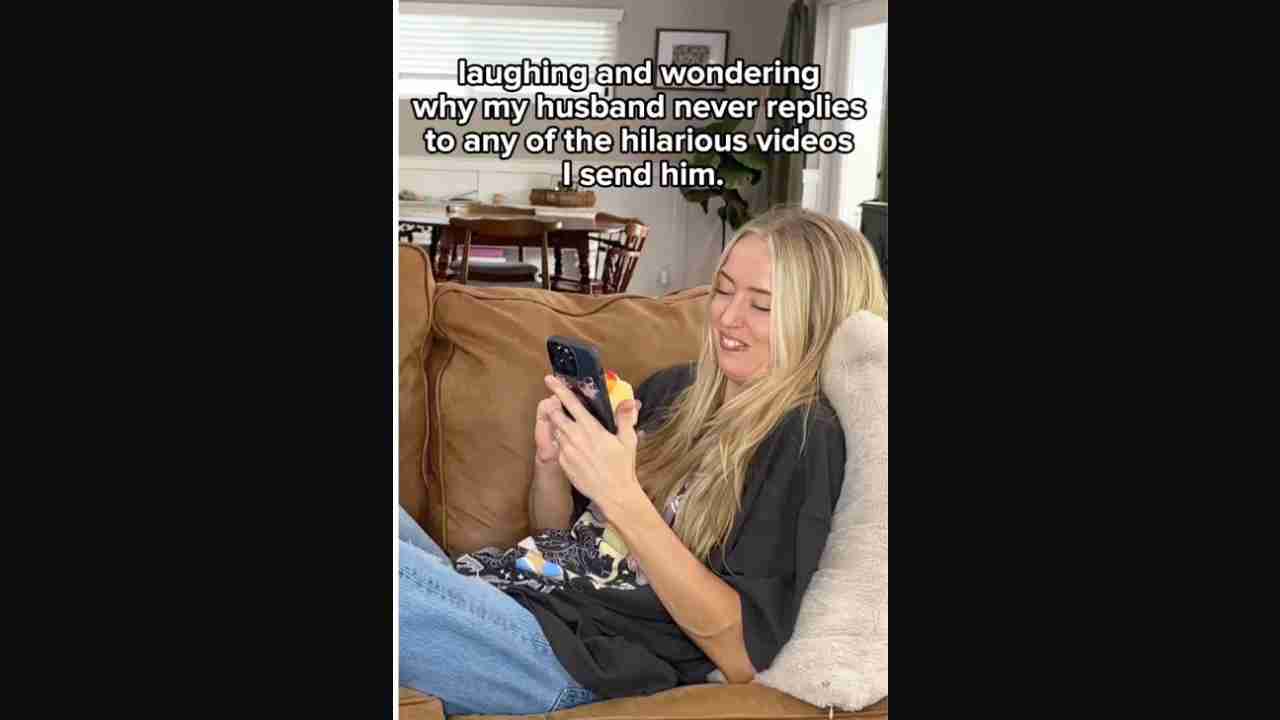 laughing and wondering
why my husband never replies
to any of the hilarious videos
I send him.